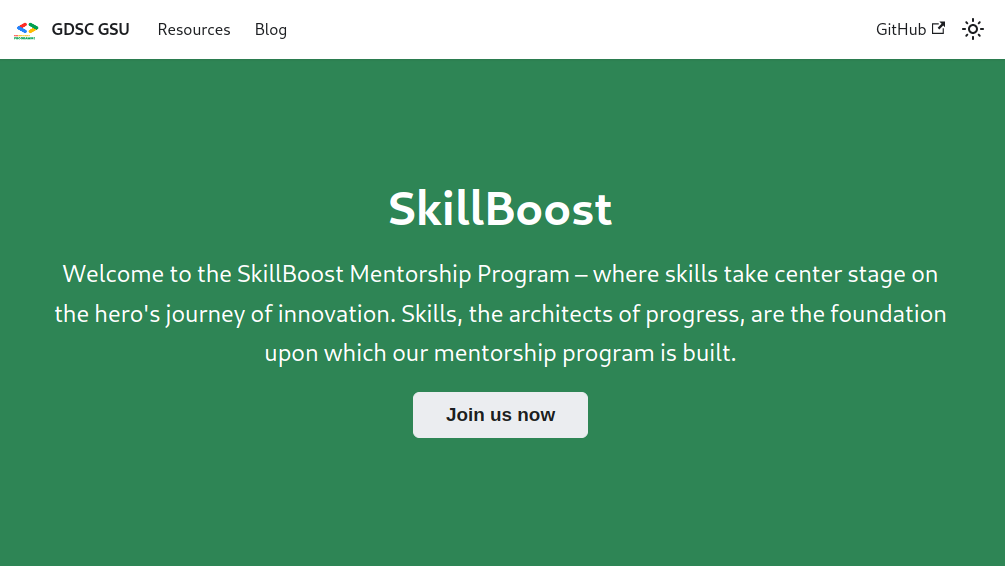 GDSC GSU Resources Blog GitHub
SkillBoost
Welcome to the SkillBoost Mentorship Program – where skills take center stage on
the hero's journey of innovation. Skills, the architects of progress, are the foundation
upon which our mentorship program is built.
Join us now